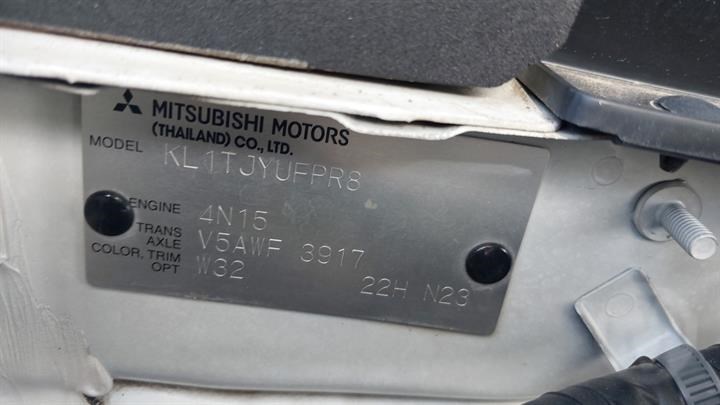 MITSUBISHI MOTORS
(THAILAND) CO., LTD.
MODEL KL1TJYUFPR8
ENGINE 4N15
TRANS AXLE V5AWF 3917
COLOR, TRIM OPT W32 22H N23